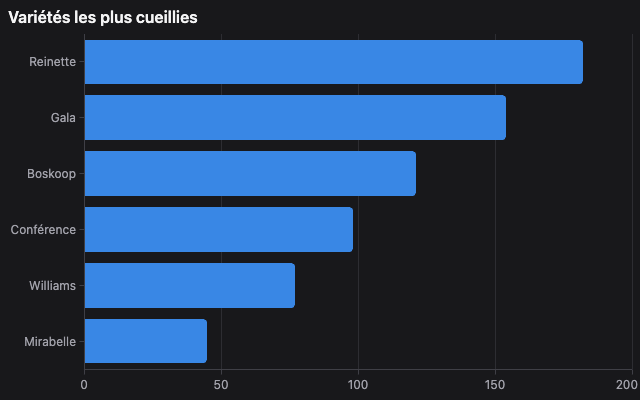 Variétés les plus cueillies
Reinette
Gala
Boskoop
Conférence
Williams
Mirabelle
0 50 100 150 200